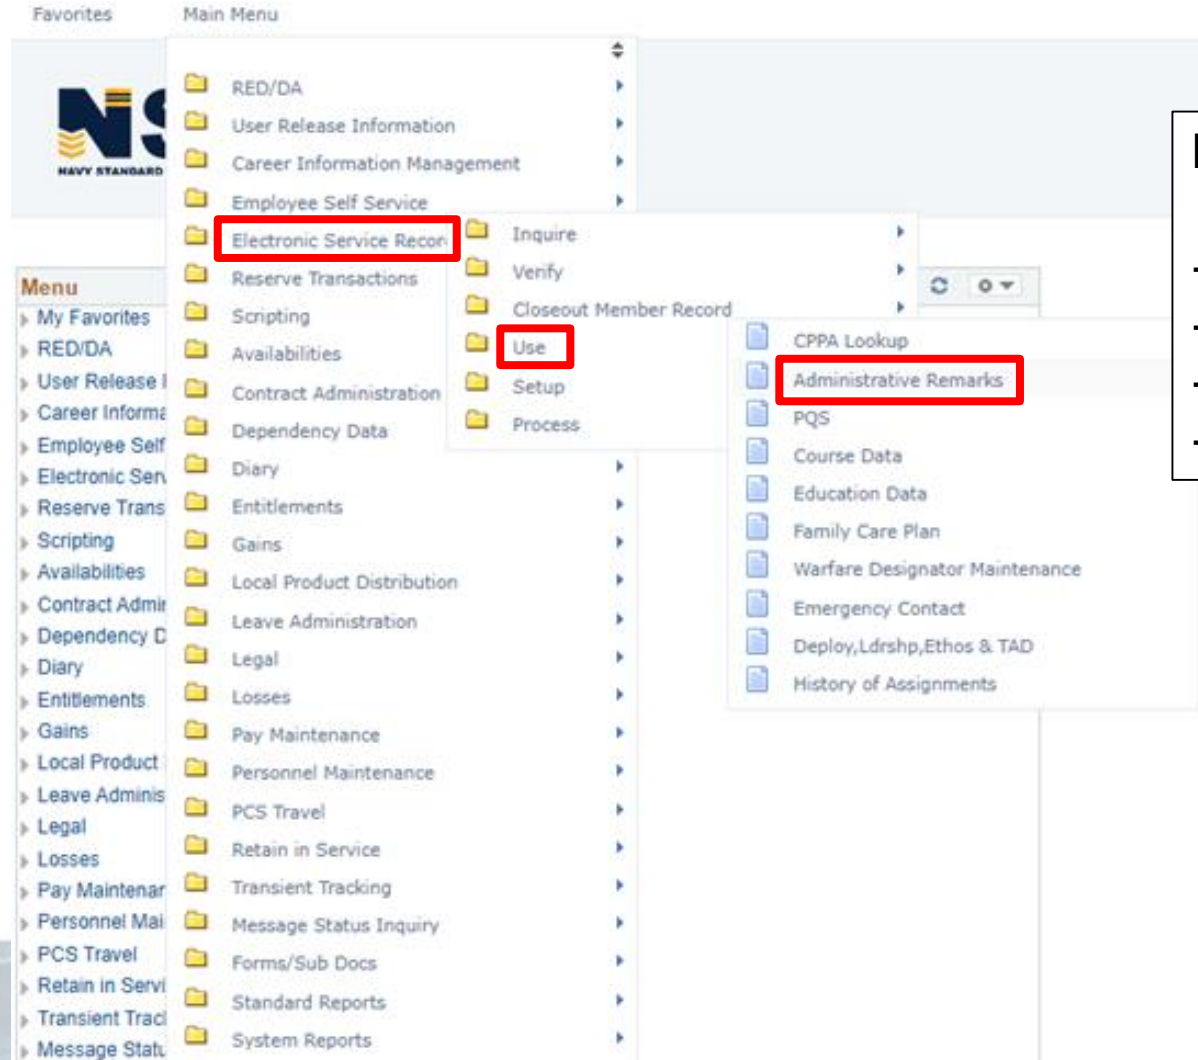 Favorites
Main Menu
NS
NAVY STANDARD
RED/DA
User Release Information
Career Information Management
Employee Self Service
Electronic Service Recor
Reserve Transactions
Scripting
Availabilities
Contract Administration
Dependency Data
Diary
Entitlements
Gains
Local Product Distribution
Leave Administration
Legal
Losses
Pay Maintenance
Personnel Maintenance
PCS Travel
Retain in Service
Transient Tracking
Message Status Inquiry
Forms/Sub Docs
Standard Reports
System Reports
Inquire
Verify
Closeout Member Record
Use
Setup
Process
CPPA Lookup
Administrative Remarks
PQS
Course Data
Education Data
Family Care Plan
Warfare Designator Maintenance
Emergency Contact
Deploy,Ldrshp,Ethos & TAD
History of Assignments
Menu
My Favorites
RED/DA
User Release
Career Informa
Employee Self
Electronic Serv
Reserve Trans
Scripting
Availabilities
Contract Admin
Dependency D
Diary
Entitlements
Gains
Local Product
Leave Adminis
Legal
Losses
Pay Maintenan
Personnel Mai
PCS Travel
Retain in Servi
Transient Tracl
Message Statu